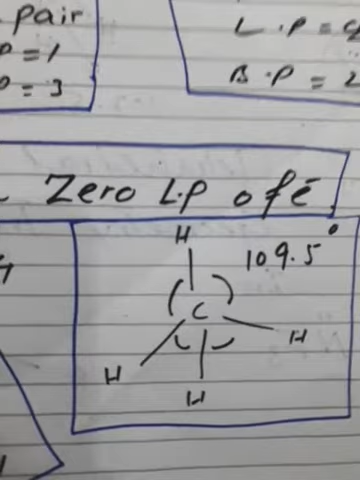 pair
L.P =
P = 1
B.P = 2
P = 3
Zero L.P of é
H
109.5°
C
H
H
H